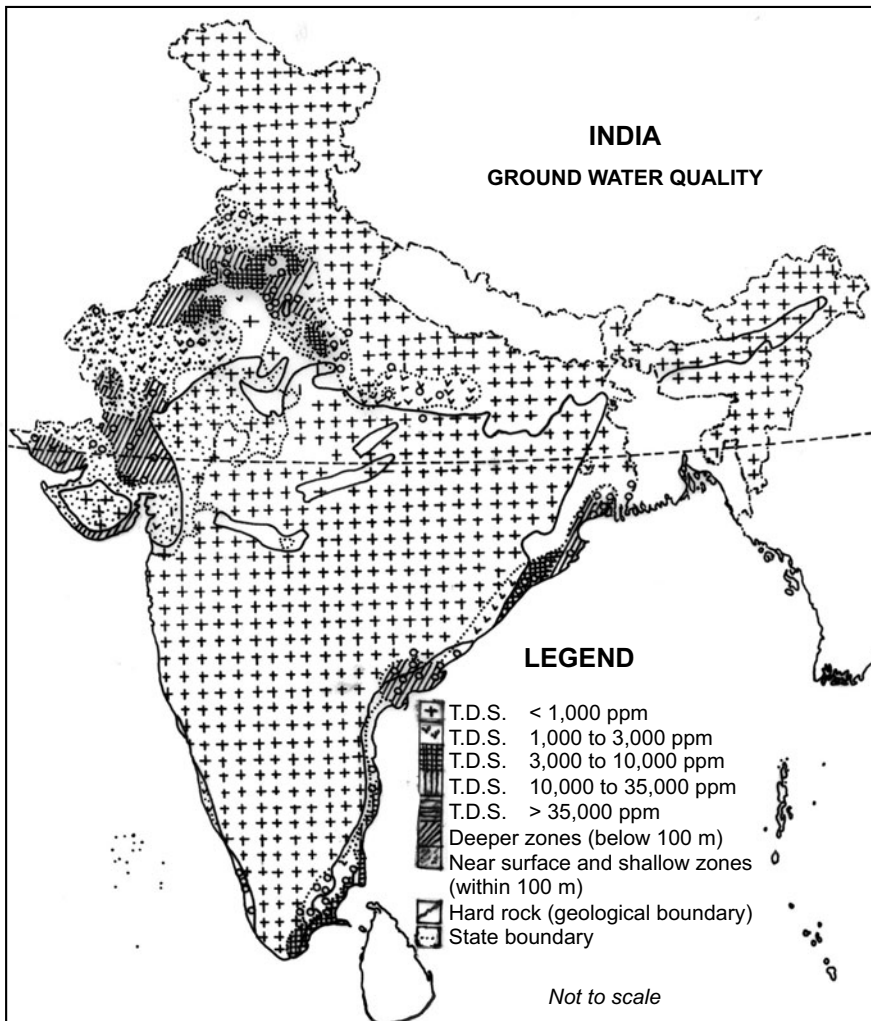 INDIA
GROUND WATER QUALITY
LEGEND
T.D.S. < 1,000 ppm
T.D.S. 1,000 to 3,000 ppm
T.D.S. 3,000 to 10,000 ppm
T.D.S. 10,000 to 35,000 ppm
T.D.S. > 35,000 ppm
Deeper zones (below 100 m)
Near surface and shallow zones
(within 100 m)
Hard rock (geological boundary)
State boundary
Not to scale